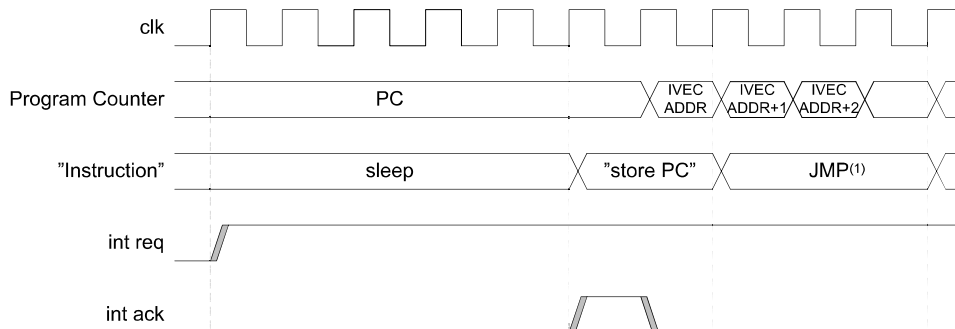 clk
Program Counter
PC
IVEC
ADDR
IVEC
ADDR+1
IVEC
ADDR+2
”Instruction”
sleep
”store PC”
JMP(1)
int req
int ack